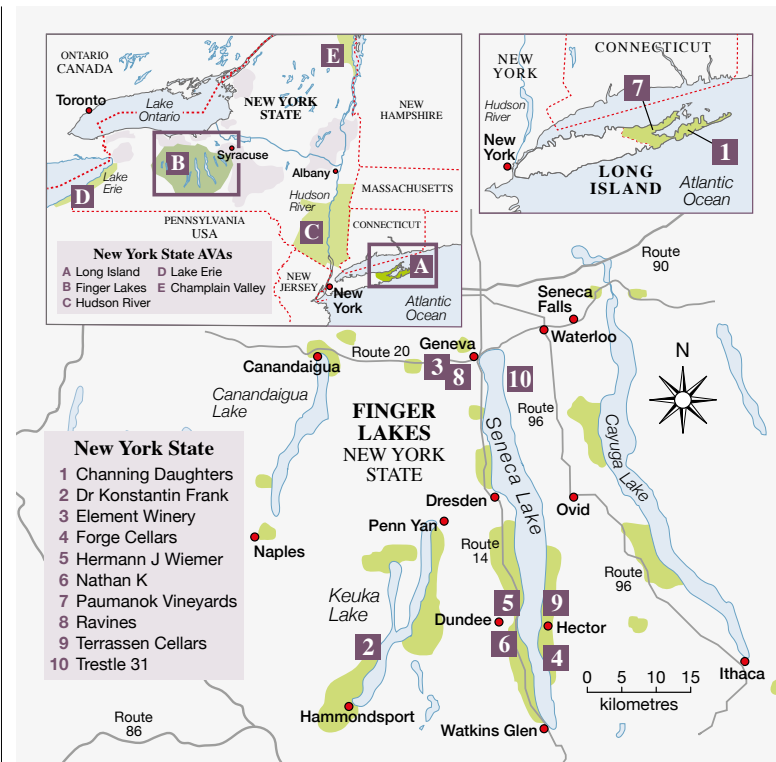 ONTARIO
CANADA
Toronto
Lake
Ontario
NEW YORK
STATE
E
NEW
HAMPSHIRE
B
Syracuse
Albany
Lake
Erie
D
Hudson
River
MASSACHUSETTS
PENNSYLVANIA
USA
C
CONNECTICUT
A
NEW
JERSEY
New
York
Atlantic
Ocean
New York State AVAs
A Long Island
B Finger Lakes
C Hudson River
D Lake Erie
E Champlain Valley
CONNECTICUT
NEW
YORK
7
Hudson
River
New
York
1
LONG
ISLAND
Atlantic
Ocean
Route
90
Seneca
Falls
Waterloo
Geneva
Route 20
Canandaigua
3
8
10
N
Canandaigua
Lake
FINGER
LAKES
NEW YORK
STATE
Route
96
Seneca Lake
Cayuga Lake
New York State
1 Channing Daughters
2 Dr Konstantin Frank
3 Element Winery
4 Forge Cellars
5 Hermann J Wiemer
6 Nathan K
7 Paumanok Vineyards
8 Ravines
9 Terrassen Cellars
10 Trestle 31
Dresden
Ovid
Penn Yan
Naples
Route
14
Route
96
Keuka
Lake
5
9
Dundee
Hector
2
6
4
Ithaca
0 5 10 15
kilometres
Hammondsport
Route
86
Watkins Glen